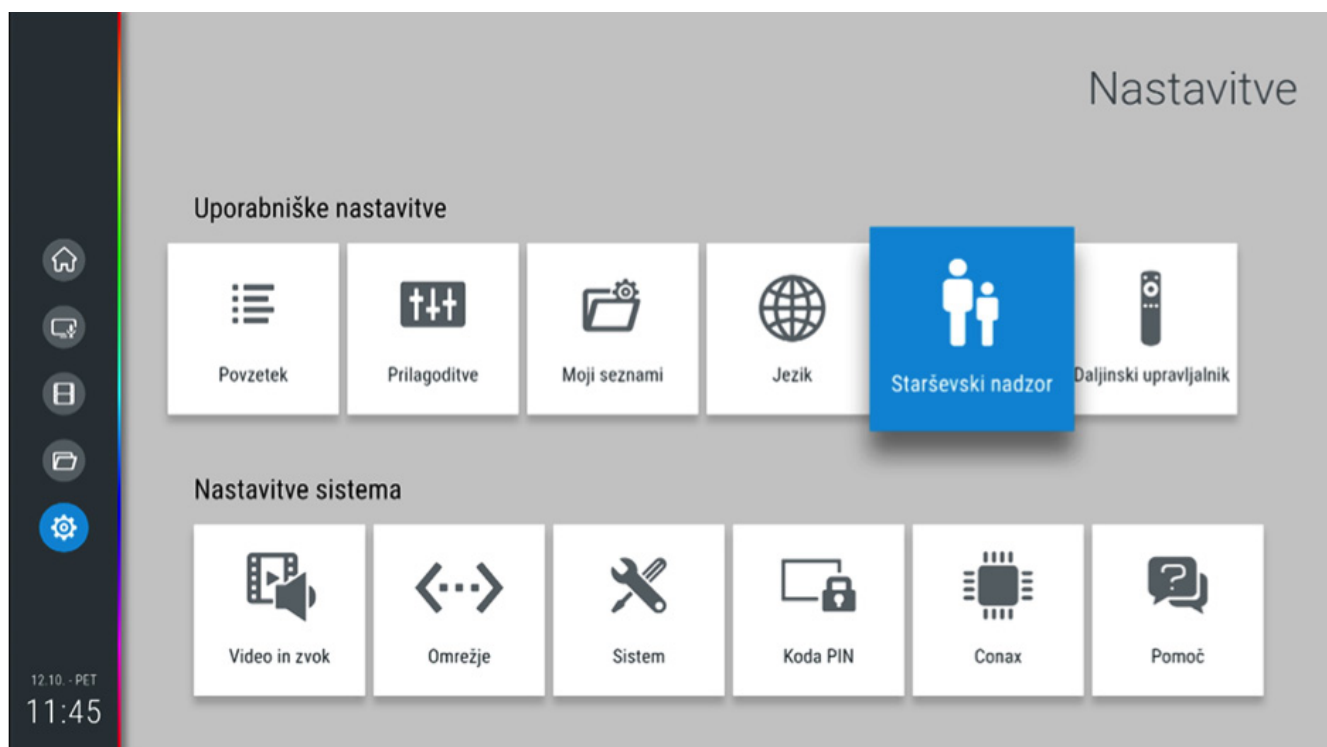 Nastavitve
Uporabniške nastavitve
Povzetek
Prilagoditve
Moji seznami
Jezik
Starševski nadzor
Daljinski upravljalnik
Nastavitve sistema
Video in zvok
Omrežje
Sistem
Koda PIN
Conax
Pomoč
12.10. - PET
11:45